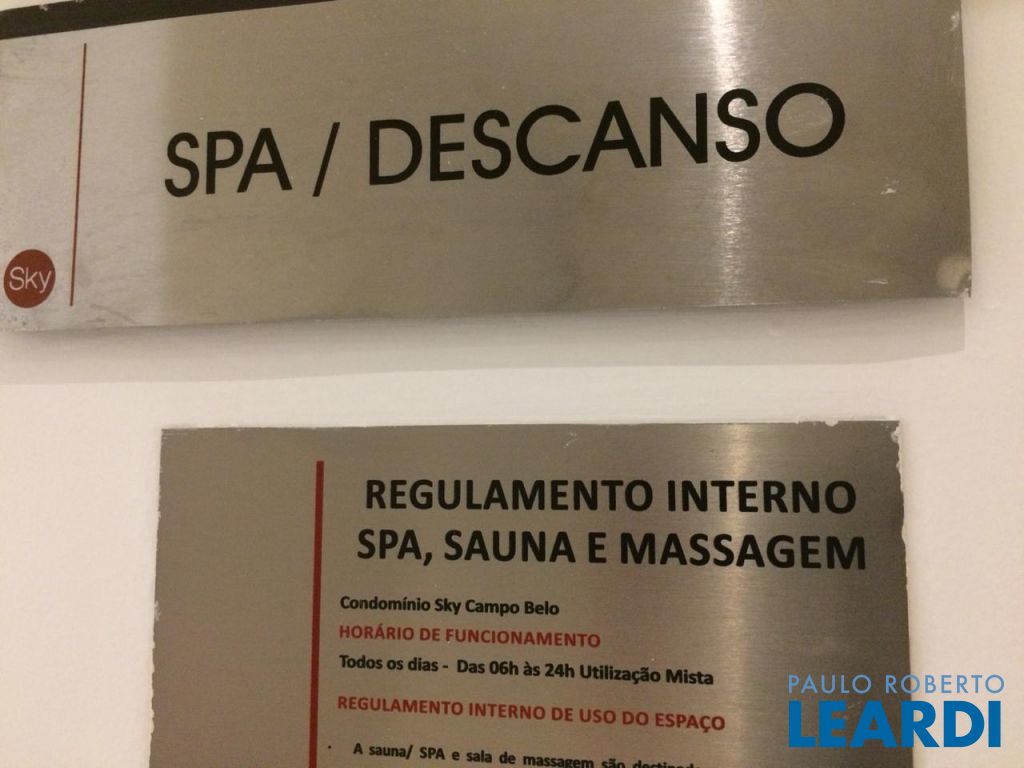 SPA / DESCANSO
Sky
REGULAMENTO INTERNO
SPA, SAUNA E MASSAGEM
Condomínio Sky Campo Belo
HORÁRIO DE FUNCIONAMENTO
Todos os dias - Das 06h às 24h Utilização Mista
REGULAMENTO INTERNO DE USO DO ESPAÇO
· A sauna/ SPA e sala de massagem são
PAULO ROBERTO
LEARDI